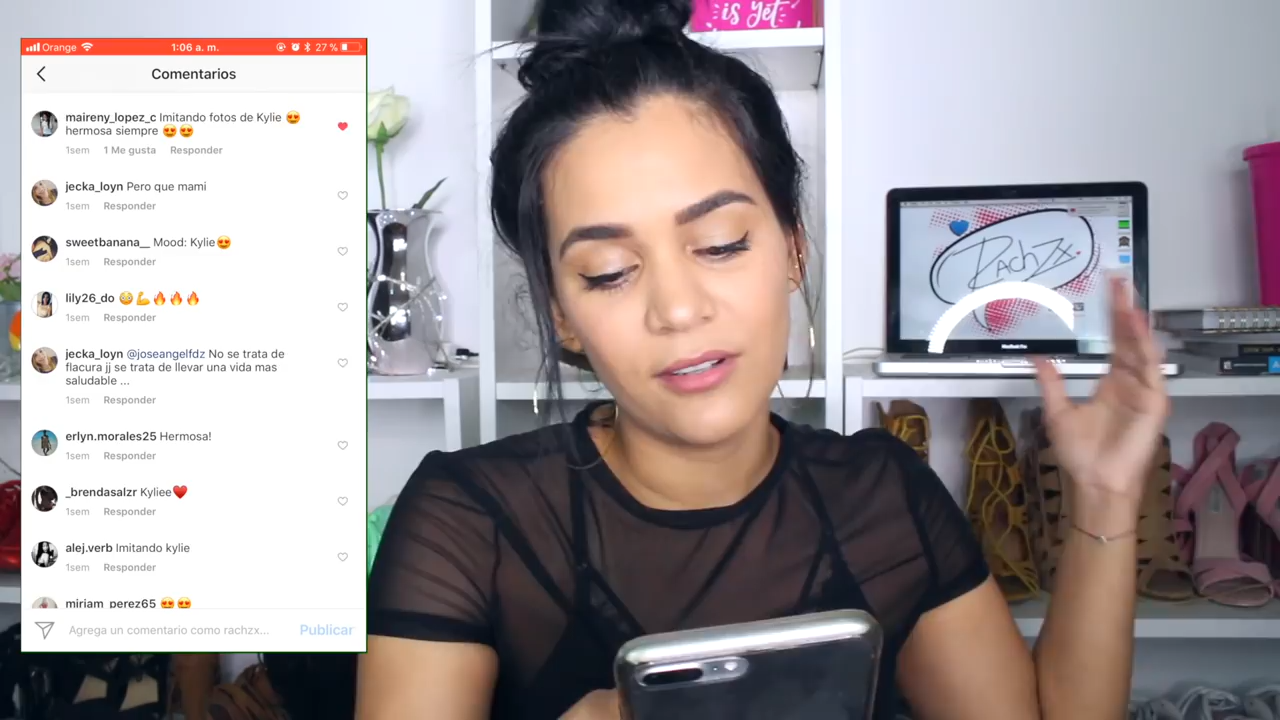 is yet
Orange 1:06 a. m. 27 %
Comentarios
maireny_lopez_c Imitando fotos de Kylie 😍
hermosa siempre 😍😍
1sem 1 Me gusta Responder
jecka_loyn Pero que mami
1sem Responder
sweetbanana__ Mood: Kylie😍
1sem Responder
lily26_do 😳💪🔥🔥🔥
1sem Responder
jecka_loyn @joseangelfdz No se trata de
flacura jj se trata de llevar una vida mas
saludable ...
1sem Responder
erlyn.morales25 Hermosa!
1sem Responder
_brendasalzr Kyliee❤️
1sem Responder
alej.verb Imitando kylie
1sem Responder
miriam_perez65 😍😍
Agrega un comentario como rachzx... Publicar
RachZx.
MacBook Pro